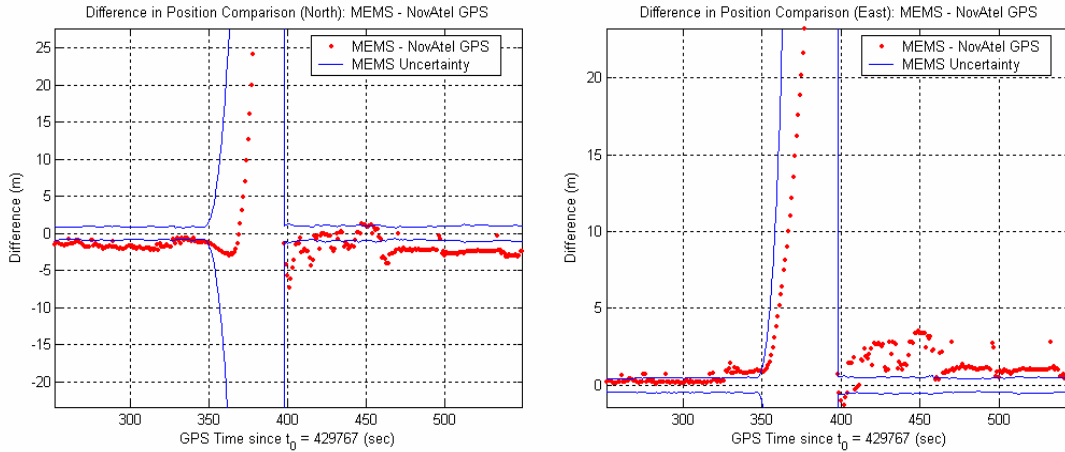 Difference in Position Comparison (North): MEMS - NovAtel GPS
MEMS - NovAtel GPS
MEMS Uncertainty
25
20
15
10
5
0
-5
-10
-15
-20
Difference (m)
300
350
400
450
500
GPS Time since t0 = 429767 (sec)
Difference in Position Comparison (East): MEMS - NovAtel GPS
MEMS - NovAtel GPS
MEMS Uncertainty
20
15
10
5
0
Difference (m)
300
350
400
450
500
GPS Time since t0 = 429767 (sec)